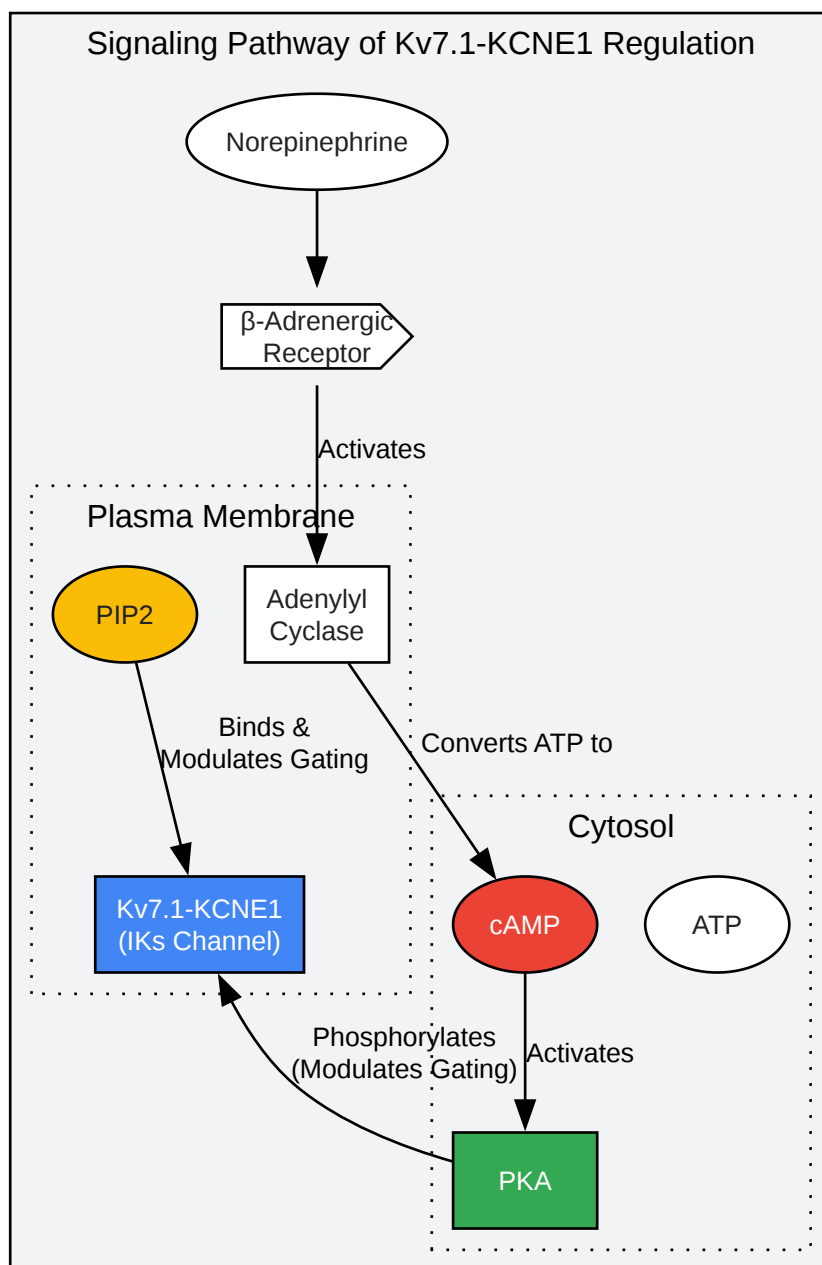 Signaling Pathway of Kv7.1-KCNE1 Regulation
Norepinephrine
β-Adrenergic
Receptor
Activates
Plasma Membrane
PIP2
Adenylyl
Cyclase
Binds &
Modulates Gating
Converts ATP to
Cytosol
Kv7.1-KCNE1
(IKs Channel)
cAMP
ATP
Phosphorylates
(Modulates Gating)
Activates
PKA